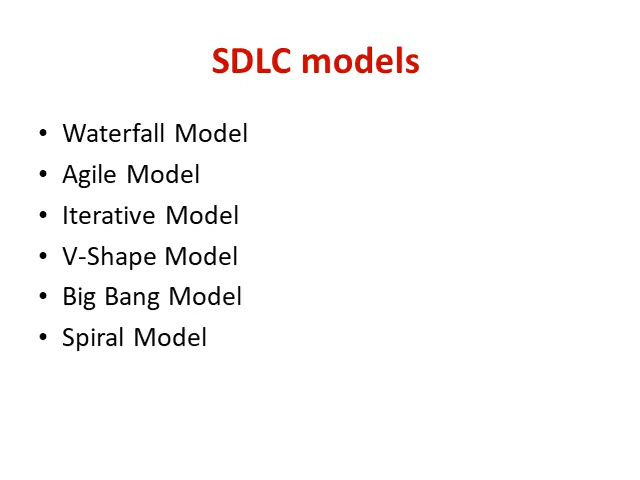 SDLC models
• Waterfall Model
• Agile Model
• Iterative Model
• V-Shape Model
• Big Bang Model
• Spiral Model